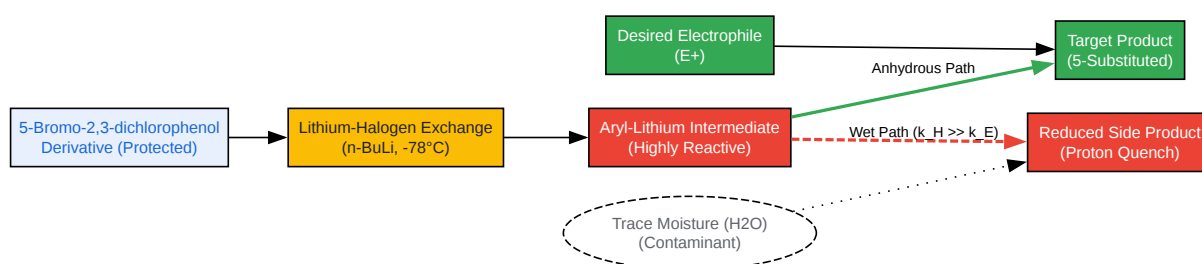 Desired Electrophile
(E+)
Target Product
(5-Substituted)
Anhydrous Path
5-Bromo-2,3-dichlorophenol
Derivative (Protected)
Lithium-Halogen Exchange
(n-BuLi, -78°C)
Aryl-Lithium Intermediate
(Highly Reactive)
Wet Path (k_H >> k_E)
Reduced Side Product
(Proton Quench)
Trace Moisture (H2O)
(Contaminant)